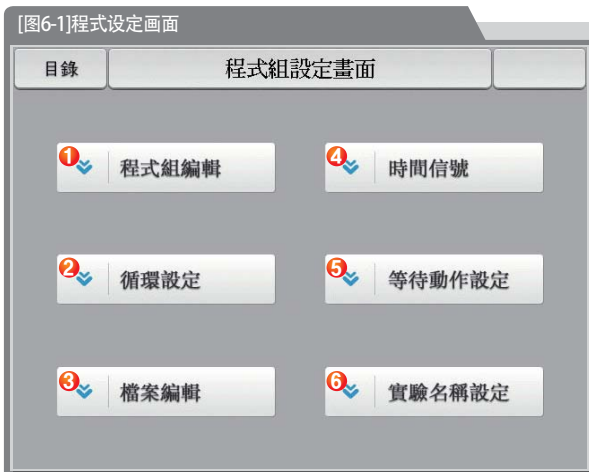 [图6-1]程式设定画面
目錄
程式組設定畫面
1 程式組編輯
4 時間信號
2 循環設定
5 等待動作設定
3 檔案編輯
6 實驗名稱設定